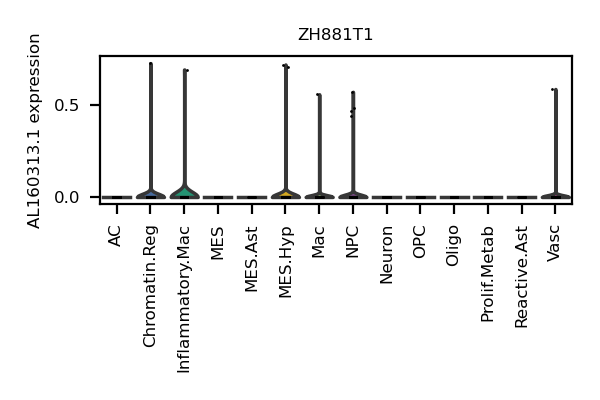 ZH881T1
AL160313.1 expression
0.5
0.0
AC
Chromatin.Reg
Inflammatory.Mac
MES
MES.Ast
MES.Hyp
Mac
NPC
Neuron
OPC
Oligo
Prolif.Metab
Reactive.Ast
Vasc